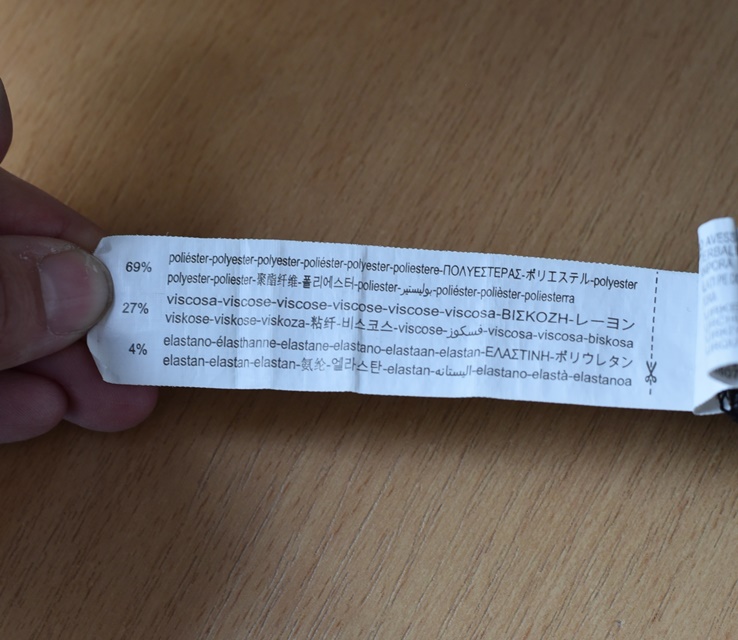 69% poliéster-polyester-polyester-poliéster-polyester-poliestere-ΠΟΛΥΕΣΤΕΡΑΣ-ポリエステル-polyester
polyester-poliester-聚酯纤维-폴리에스터-poliester-بوليستير-poliéster-polièster-poliesterra
27% viscosa-viscose-viscose-viscose-viscose-viscosa-ΒΙΣΚΟΖΗ-レーヨン
viskose-viskose-viskoza-粘纤-비스코스-viscose-فسكوز-viscosa-viscosa-biskosa
4% elastano-élasthanne-elastane-elastano-elastaan-elastan-ΕΛΑΣΤΙΝΗ-ポリウレタン
elastan-elastan-elastan-氨纶-엘라스탄-elastan-اليستانه-elastano-elastà-elastanoa